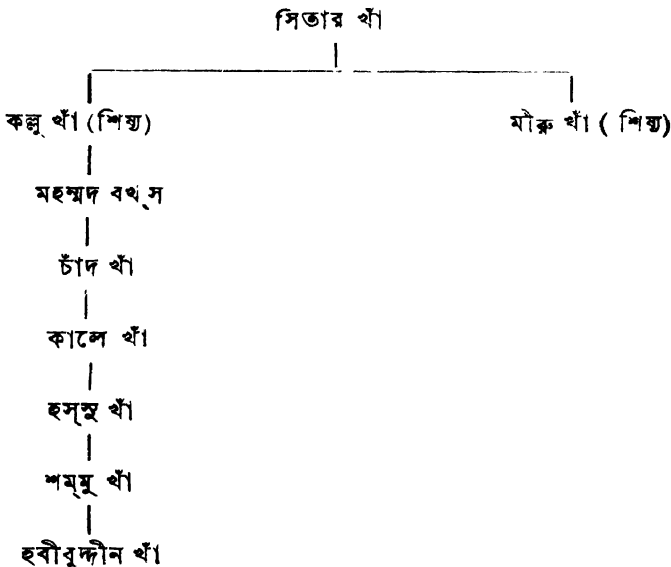 সিতার খাঁ
কল্লু খাঁ (শিষ্য) মীরু খাঁ ( শিষ্য)
মহম্মদ বখ্স
চাঁদ খাঁ
কালে খাঁ
হস্সু খাঁ
শম্মু খাঁ
হবীবুদ্দীন খাঁ